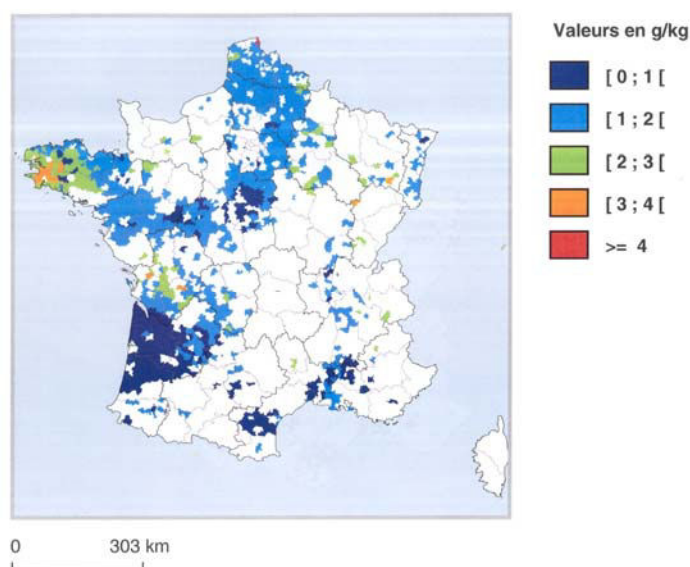 Valeurs en g/kg
[ 0 ; 1 [
[ 1 ; 2 [
[ 2 ; 3 [
[ 3 ; 4 [
>= 4
0 303 km